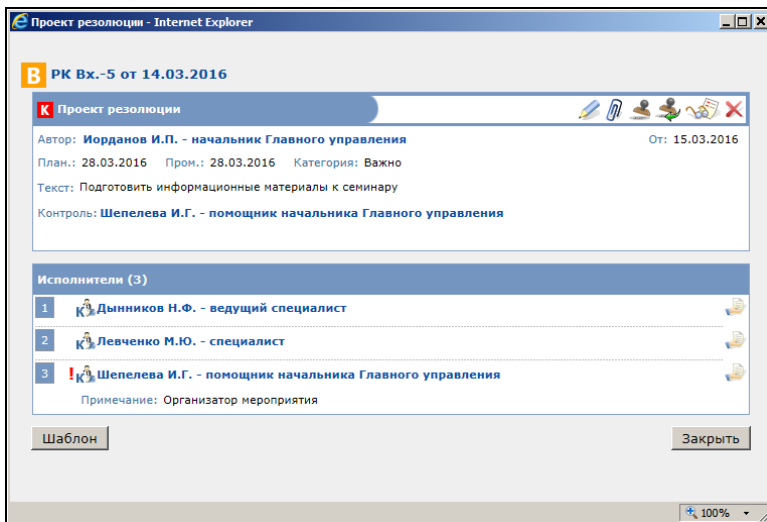 Проект резолюции - Internet Explorer
В РК Вх.-5 от 14.03.2016
К Проект резолюции
Автор: Иорданов И.П. - начальник Главного управления От: 15.03.2016
План.: 28.03.2016 Пром.: 28.03.2016 Категория: Важно
Текст: Подготовить информационные материалы к семинару
Контроль: Шепелева И.Г. - помощник начальника Главного управления
Исполнители (3)
1 К Дынников Н.Ф. - ведущий специалист
2 К Левченко М.Ю. - специалист
3 ! К Шепелева И.Г. - помощник начальника Главного управления
Примечание: Организатор мероприятия
Шаблон Закрыть
100%